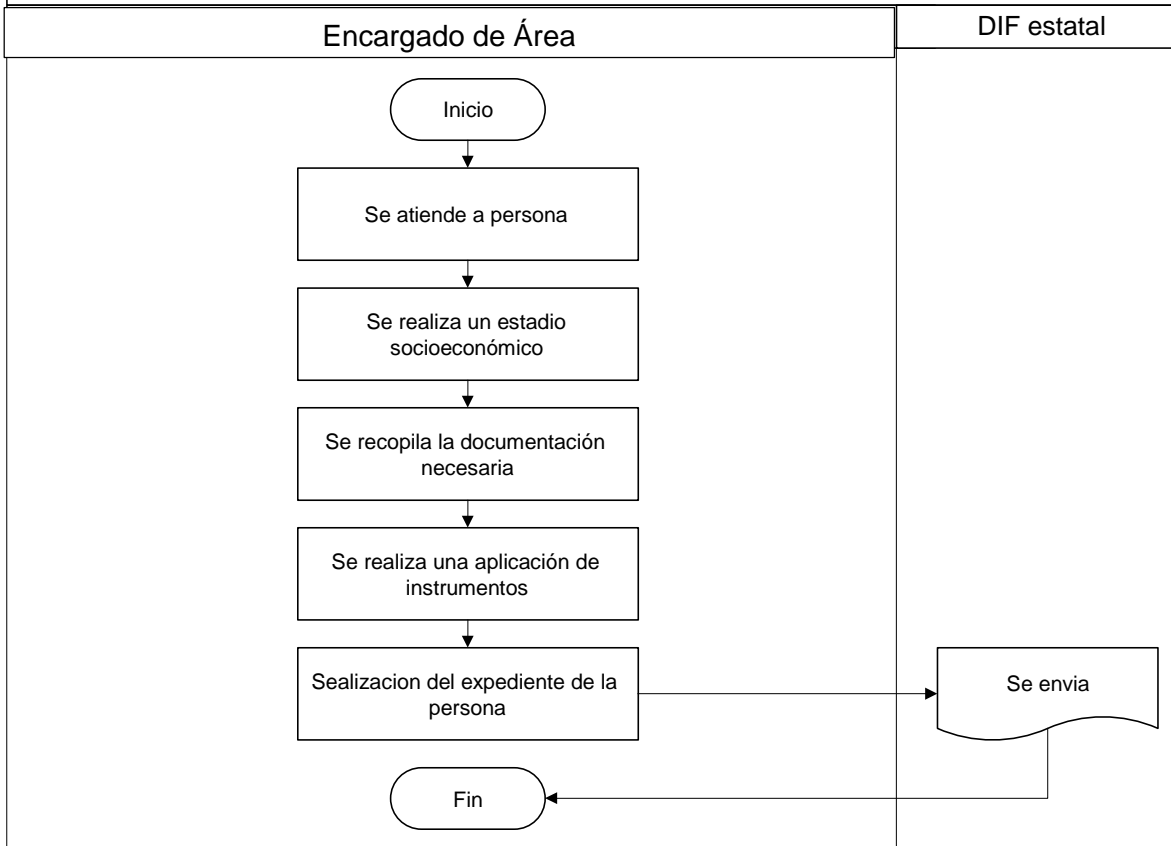 Encargado de Área
DIF estatal
Inicio
Se atiende a persona
Se realiza un estadio
socioeconómico
Se recopila la documentación
necesaria
Se realiza una aplicación de
instrumentos
Sealizacion del expediente de la
persona
Se envia
Fin